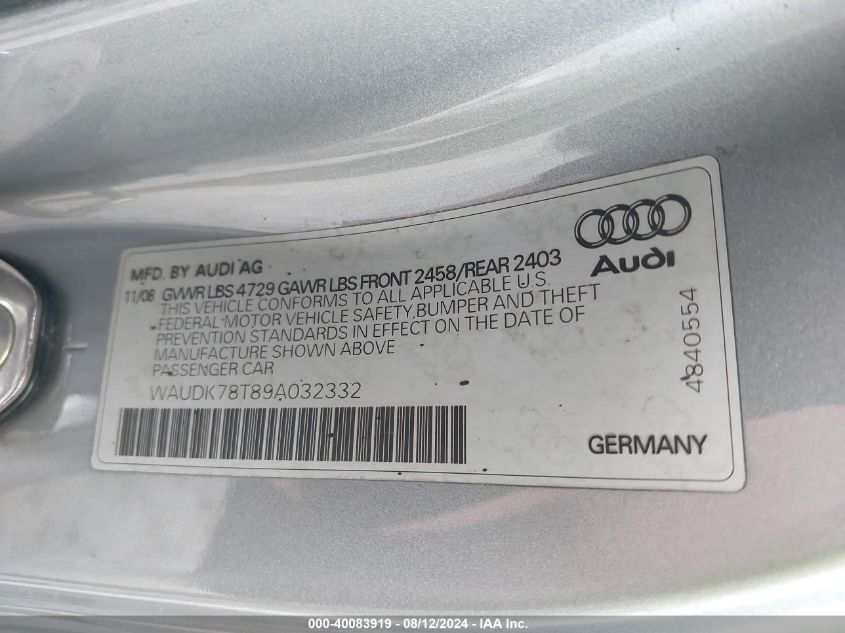 MFD. BY AUDI AG
11/08 GVWR LBS 4729 GAWR LBS FRONT 2458/REAR 2403
THIS VEHICLE CONFORMS TO ALL APPLICABLE U.S.
FEDERAL MOTOR VEHICLE SAFETY,BUMPER AND THEFT
PREVENTION STANDARDS IN EFFECT ON THE DATE OF
MANUFACTURE SHOWN ABOVE
PASSENGER CAR
WAUDK78T89A032332
Audi
4840554
GERMANY
000-40083919 - 08/12/2024 - IAA Inc.